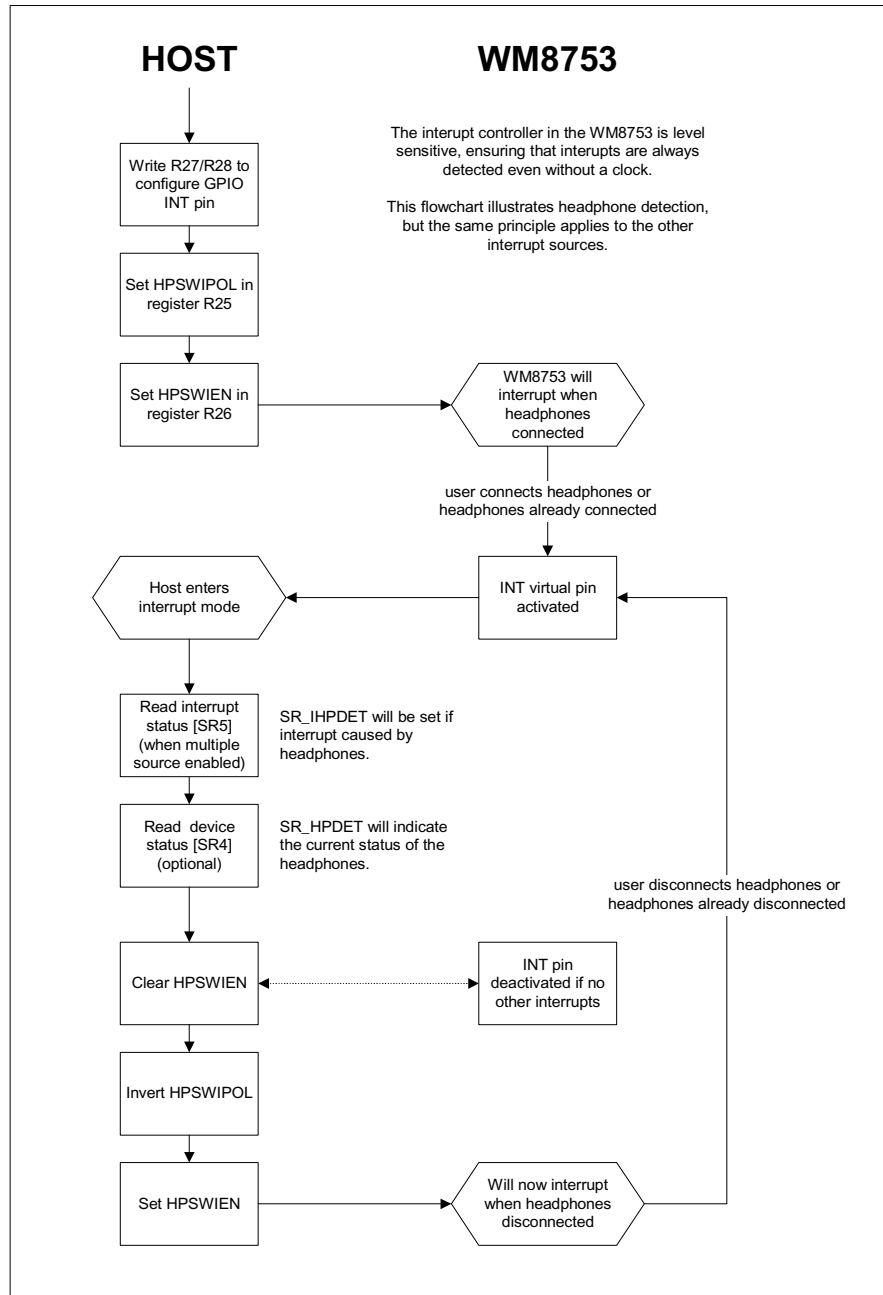 HOST
WM8753
The interupt controller in the WM8753 is level
sensitive, ensuring that interupts are always
detected even without a clock.
This flowchart illustrates headphone detection,
but the same principle applies to the other
interrupt sources.
Write R27/R28 to
configure GPIO
INT pin
Set HPSWIPOL in
register R25
Set HPSWIEN in
register R26
WM8753 will
interrupt when
headphones
connected
user connects headphones or
headphones already connected
Host enters
interrupt mode
INT virtual pin
activated
Read interrupt
status [SR5]
(when multiple
source enabled)
SR_IHPDET will be set if
interrupt caused by
headphones.
Read  device
status [SR4]
(optional)
SR_HPDET will indicate
the current status of the
headphones.
user disconnects headphones or
headphones already disconnected
Clear HPSWIEN
INT pin
deactivated if no
other interrupts
Invert HPSWIPOL
Set HPSWIEN
Will now interrupt
when headphones
disconnected